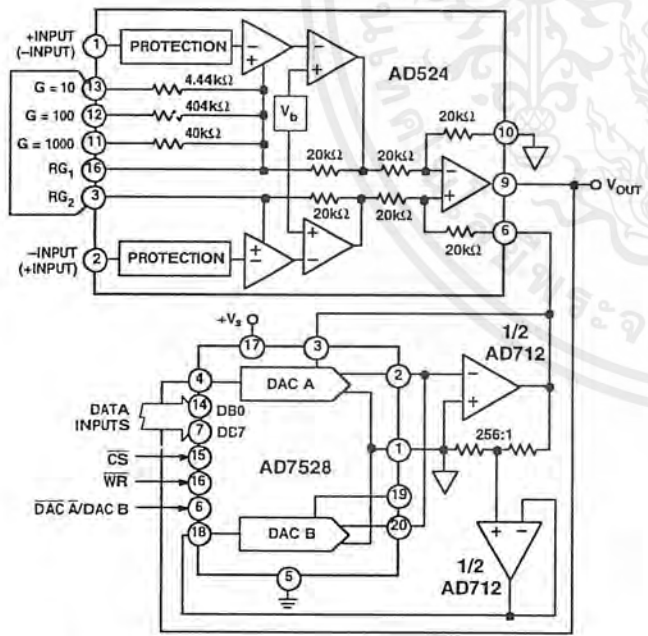 +INPUT
(–INPUT)
1
PROTECTION
AD524
G = 10
13
4.44kΩ
G = 100
12
404kΩ
Vb
G = 1000
11
40kΩ
20kΩ
10
RG1
16
20kΩ
20kΩ
RG2
3
9
VOUT
20kΩ
20kΩ
6
–INPUT
(+INPUT)
2
PROTECTION
20kΩ
+Vs
17
3
1/2
AD712
4
DAC A
2
DATA
INPUTS
14
DB0
7
DC7
256:1
CS
15
AD7528
1
WR
16
19
DAC A/DAC B
6
18
DAC B
20
5
1/2
AD712